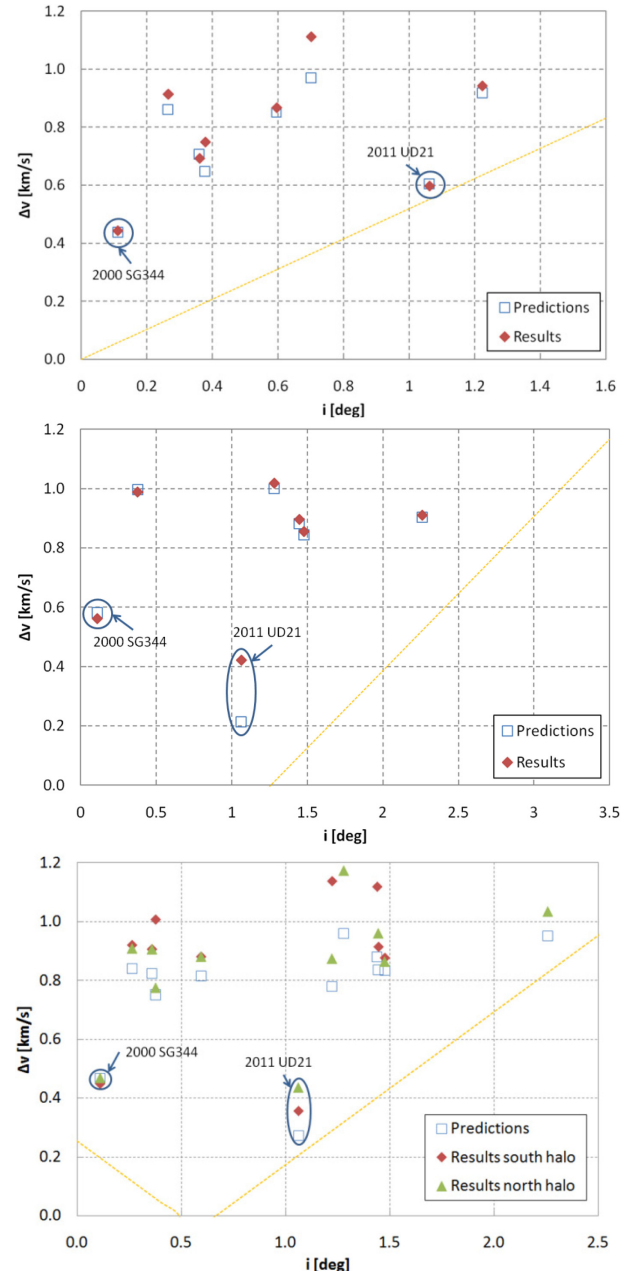 1.2
1.0
0.8
0.6
0.4
0.2
0.0
Δv [km/s]
2011 UD21
2000 SG344
Predictions
Results
0 0.2 0.4 0.6 0.8 1 1.2 1.4 1.6
i [deg]
1.2
1.0
0.8
0.6
0.4
0.2
0.0
Δv [km/s]
2000 SG344
2011 UD21
Predictions
Results
0 0.5 1 1.5 2 2.5 3 3.5
i [deg]
1.2
1.0
0.8
0.6
0.4
0.2
0.0
Δv [km/s]
2000 SG344
2011 UD21
Predictions
Results south halo
Results north halo
0.0 0.5 1.0 1.5 2.0 2.5
i [deg]